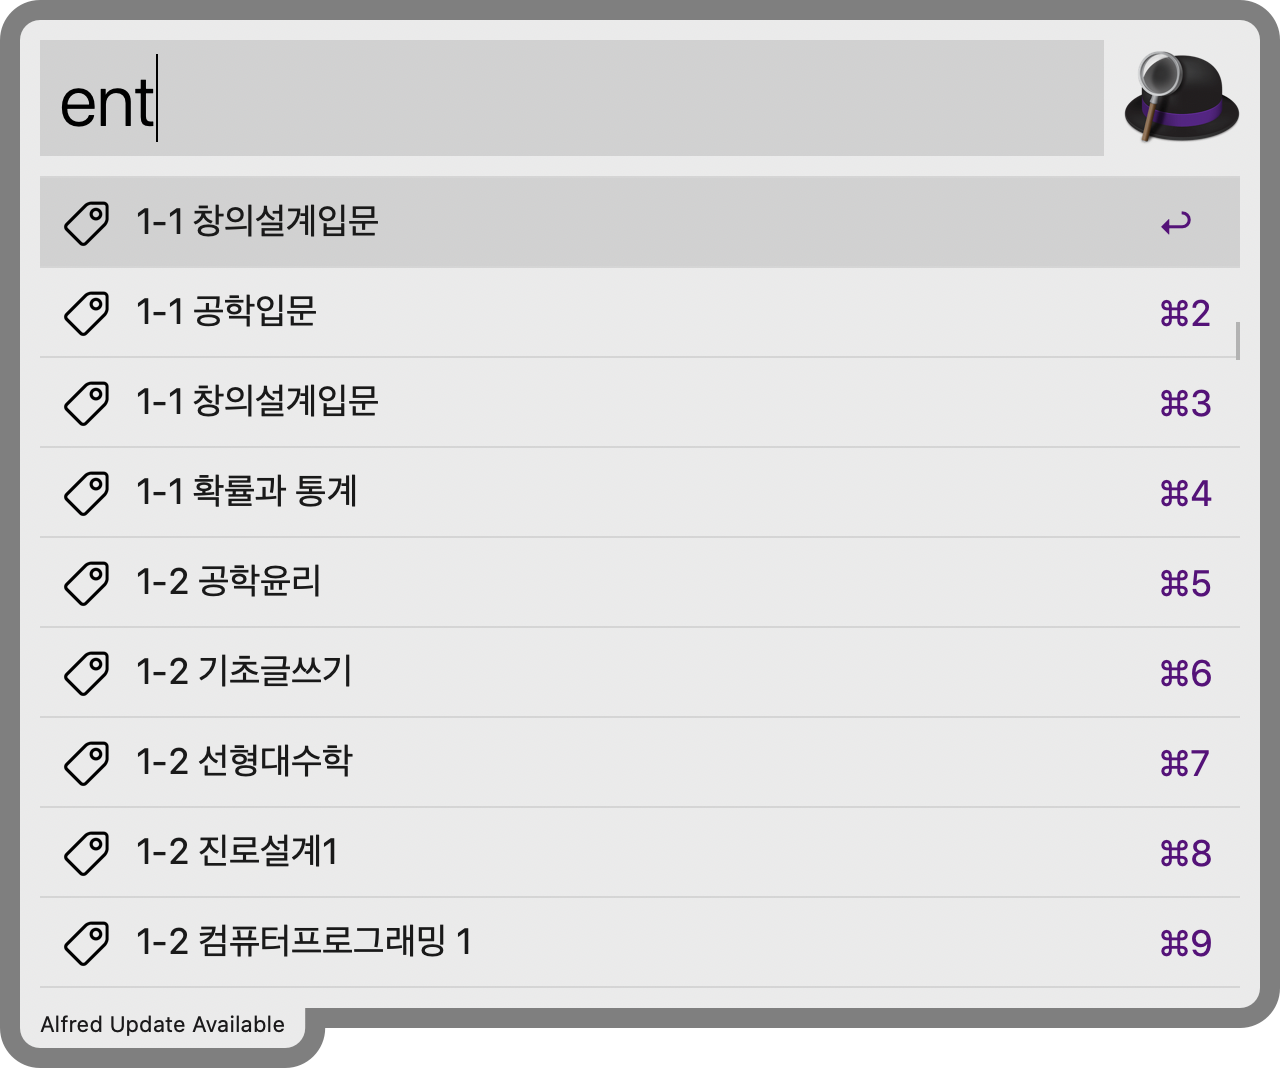 ent
1-1 창의설계입문 ↩
1-1 공학입문 ⌘2
1-1 창의설계입문 ⌘3
1-1 확률과 통계 ⌘4
1-2 공학윤리 ⌘5
1-2 기초글쓰기 ⌘6
1-2 선형대수학 ⌘7
1-2 진로설계1 ⌘8
1-2 컴퓨터프로그래밍 1 ⌘9
Alfred Update Available